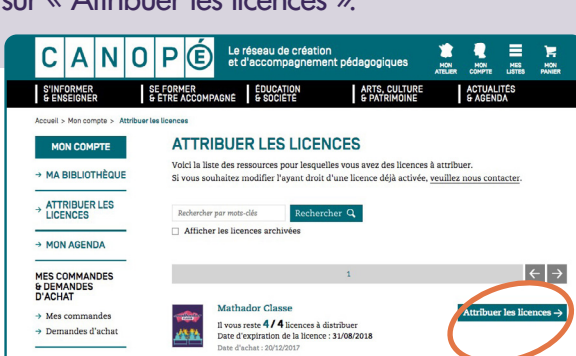 sur « Attribuer les licences ».
CANOPÉ
Le réseau de création
et d'accompagnement pédagogiques
MON
ATELIER
MON
COMPTE
MES
LISTES
MON
PANIER
S'INFORMER
& ENSEIGNER
SE FORMER
& ÊTRE ACCOMPAGNÉ
ÉDUCATION
& SOCIÉTÉ
ARTS, CULTURE
& PATRIMOINE
ACTUALITÉS
& AGENDA
Accueil > Mon compte > Attribuer les licences
MON COMPTE
→ MA BIBLIOTHÈQUE
→ ATTRIBUER LES
LICENCES
→ MON AGENDA
MES COMMANDES
& DEMANDES
D'ACHAT
→ Mes commandes
→ Demandes d'achat
ATTRIBUER LES LICENCES
Voici la liste des ressources pour lesquelles vous avez des licences à attribuer.
Si vous souhaitez modifier l'ayant droit d'une licence déjà activée, veuillez nous contacter.
Rechercher par mots-clés
Rechercher
Afficher les licences archivées
1
← →
Mathador Classe
Il vous reste 4 / 4 licences à distribuer
Date d'expiration de la licence : 31/08/2018
Date d'achat : 20/12/2017
Attribuer les licences →